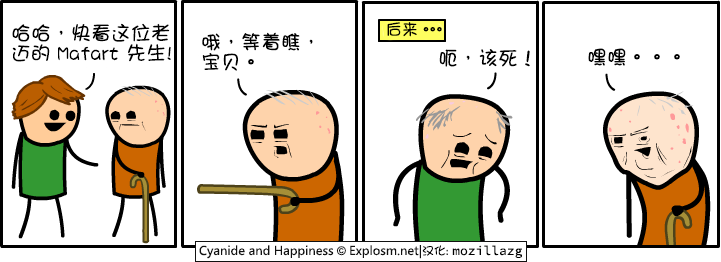 哈哈，快看这位老
迈的 Mafart 先生!
哦，等着瞧，
宝贝。
后来 •••
呃，该死！
嘿嘿。。。
Cyanide and Happiness © Explosm.net|汉化: mozillazg